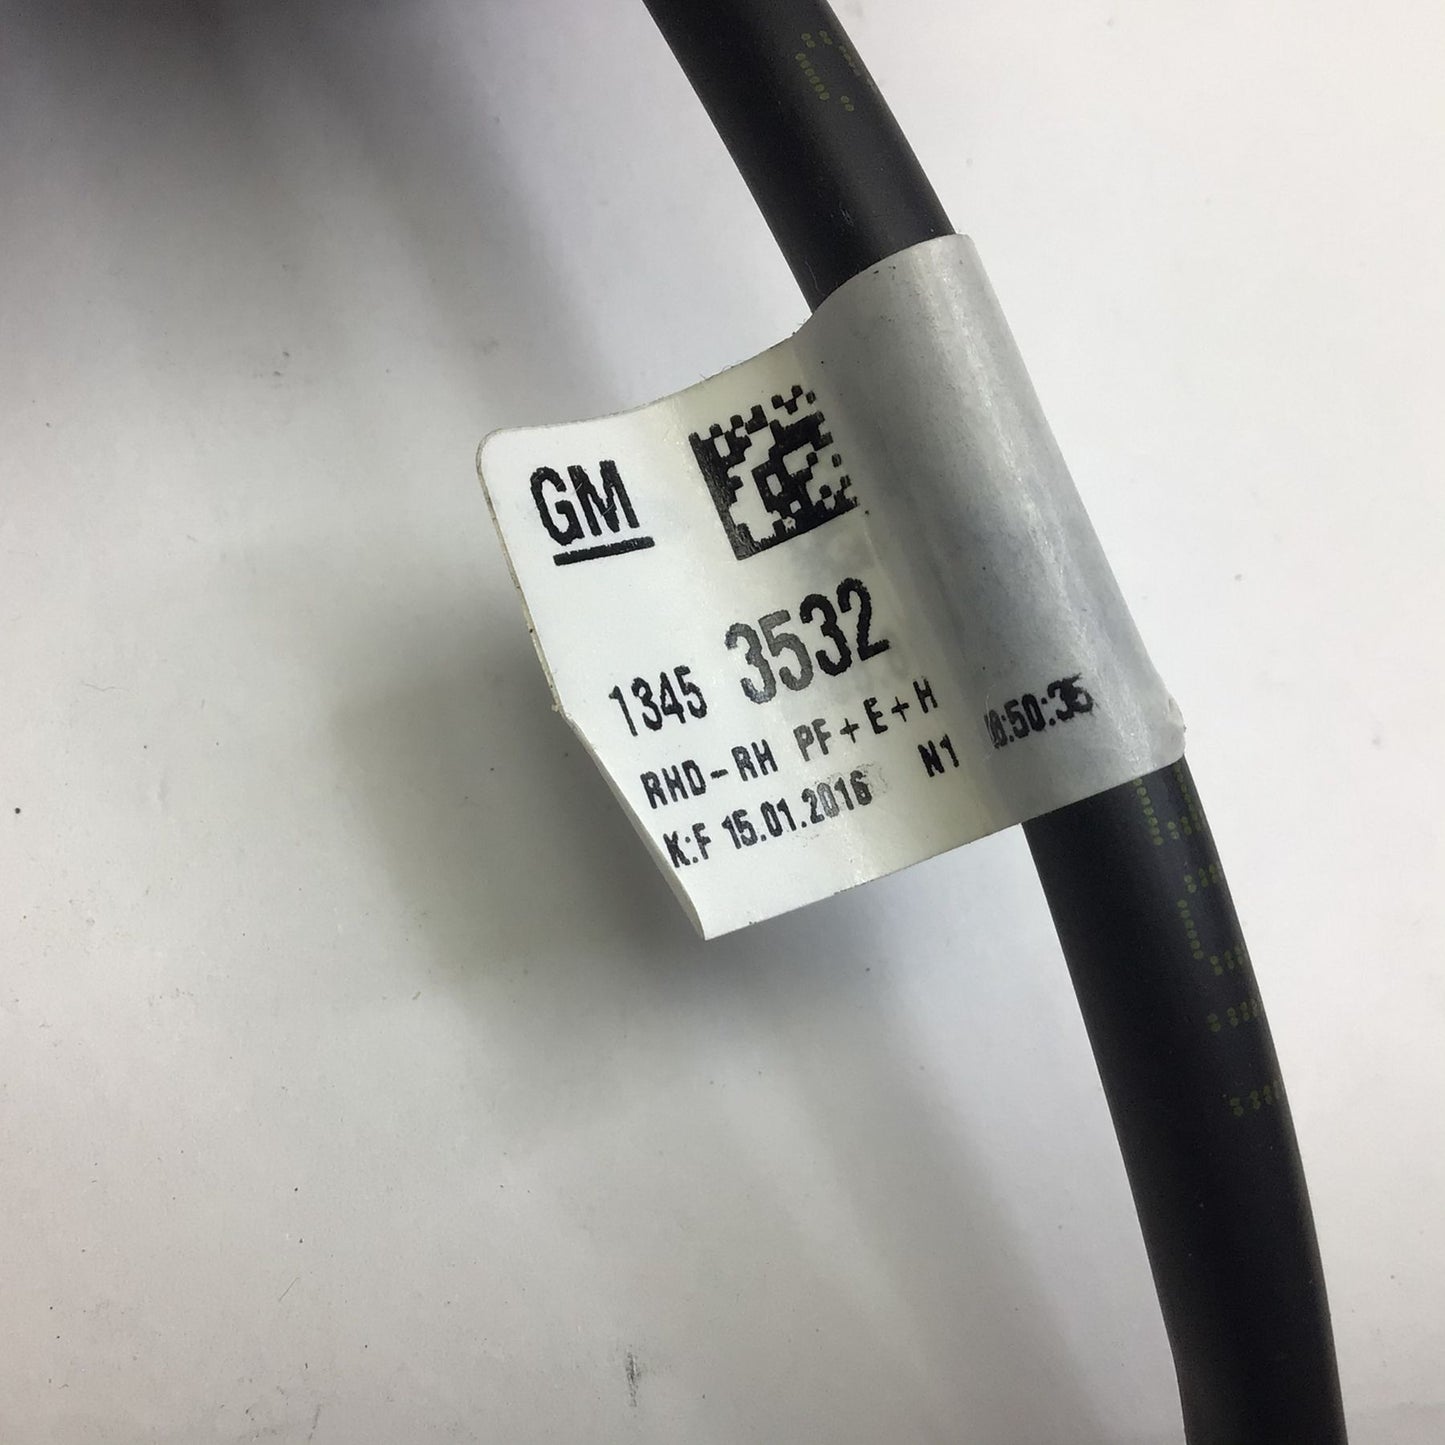 GM
1345 3532
RHD-RH PF+E+H
K:F 15.01.2016 N1